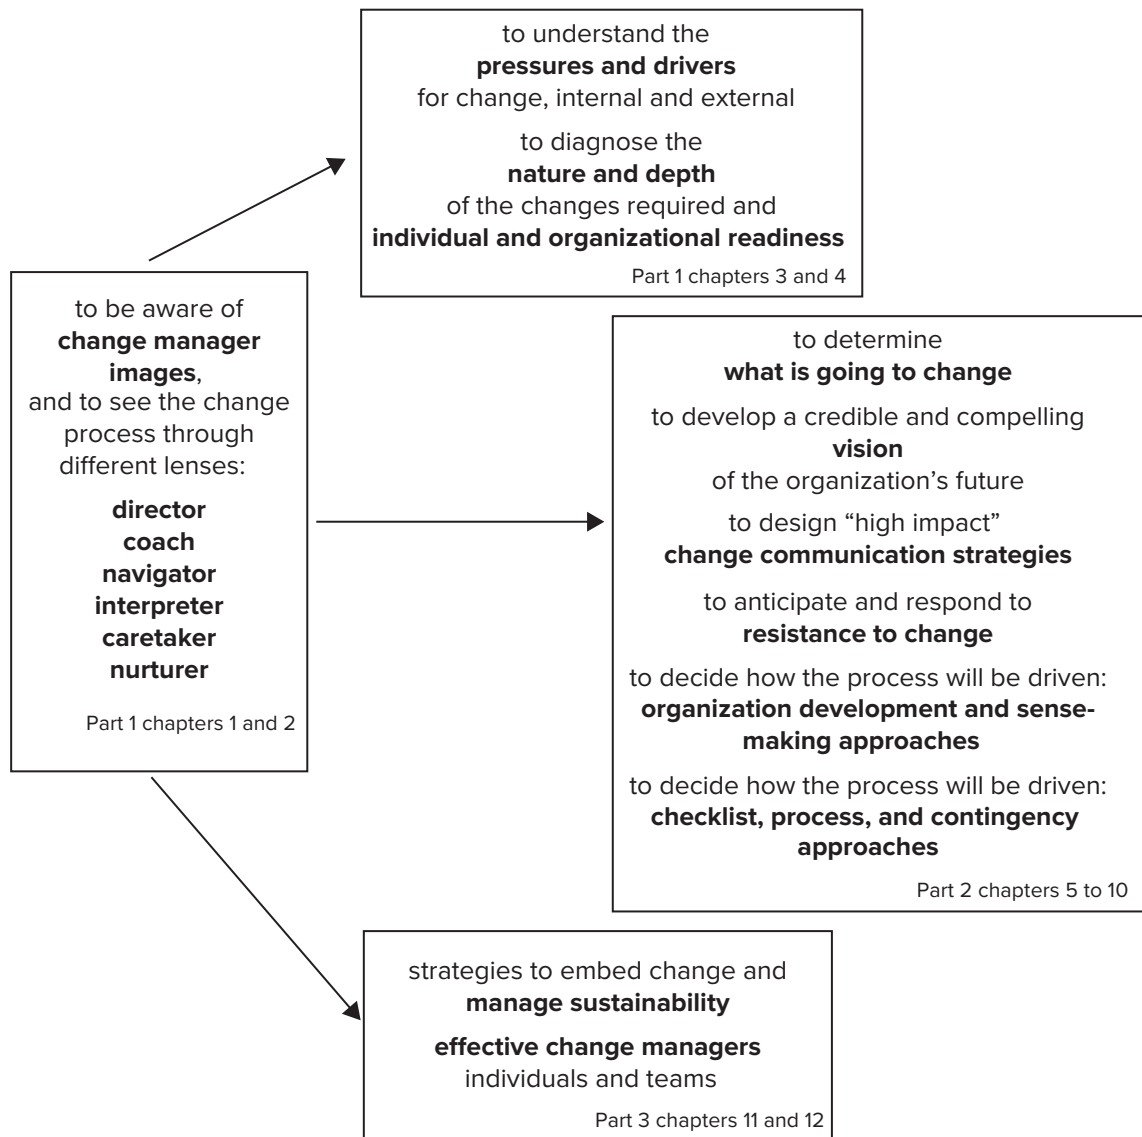 to understand the
pressures and drivers
for change, internal and external
to diagnose the
nature and depth
of the changes required and
individual and organizational readiness
Part 1 chapters 3 and 4
to be aware of
change manager
images,
and to see the change
process through
different lenses:
director
coach
navigator
interpreter
caretaker
nurturer
Part 1 chapters 1 and 2
to determine
what is going to change
to develop a credible and compelling
vision
of the organization’s future
to design “high impact”
change communication strategies
to anticipate and respond to
resistance to change
to decide how the process will be driven:
organization development and sense-
making approaches
to decide how the process will be driven:
checklist, process, and contingency
approaches
Part 2 chapters 5 to 10
strategies to embed change and
manage sustainability
effective change managers
individuals and teams
Part 3 chapters 11 and 12